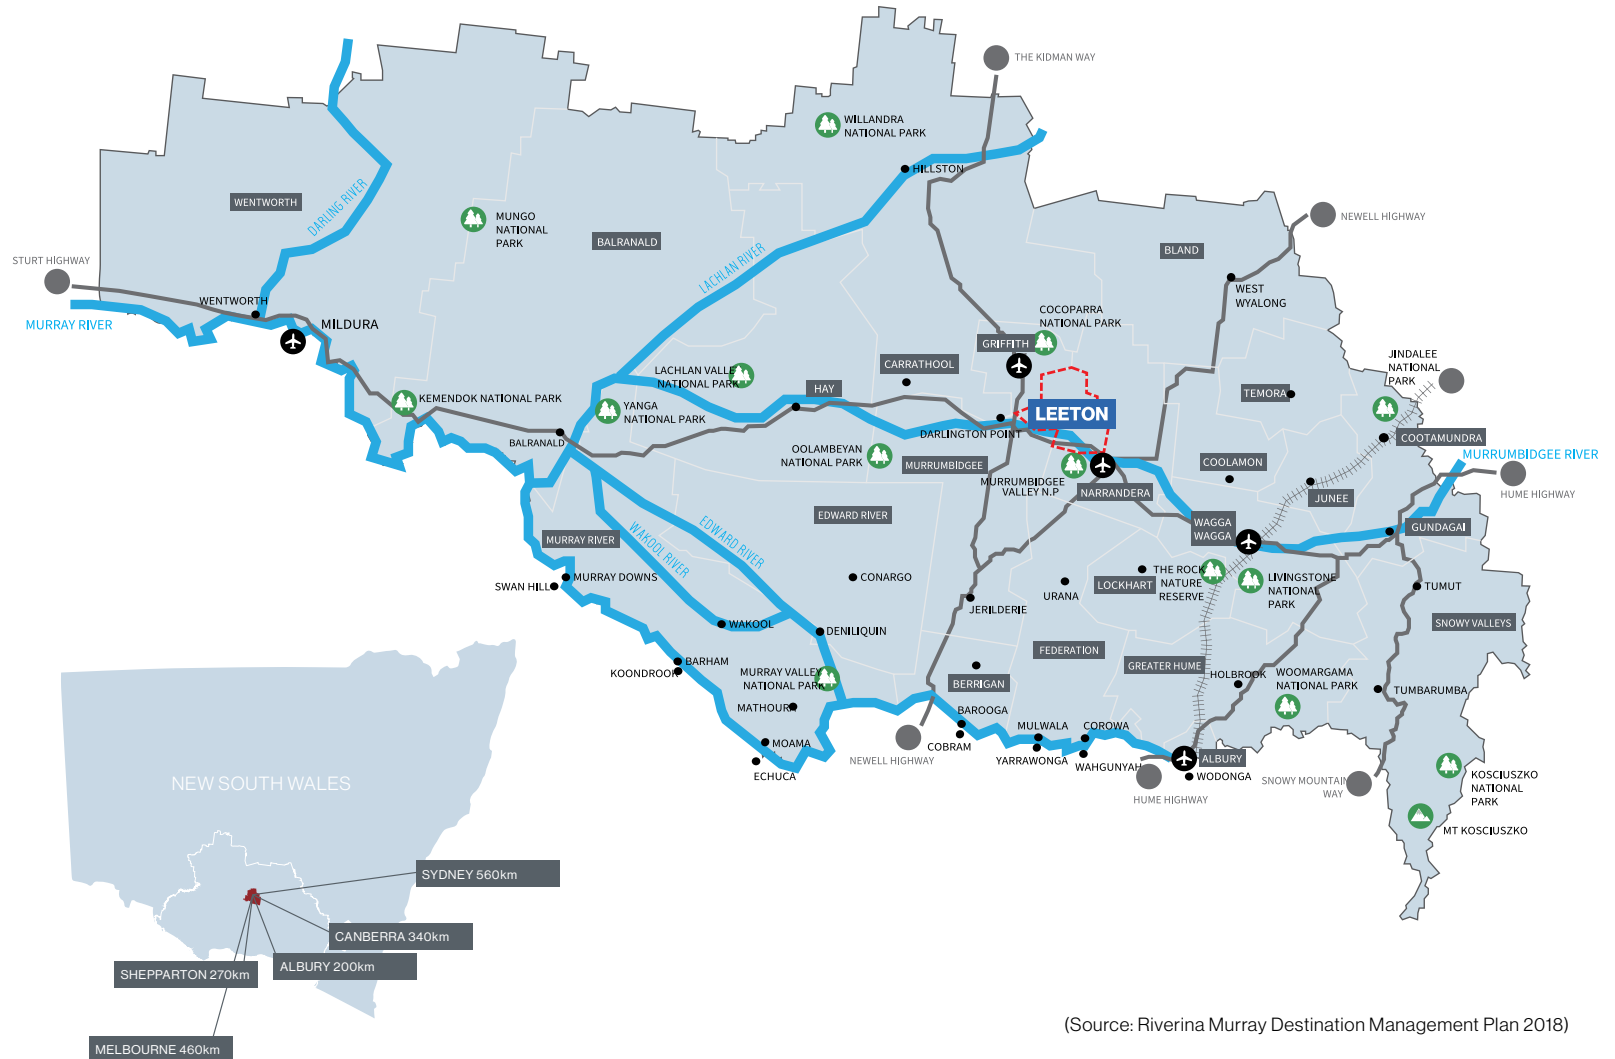 THE KIDMAN WAY
WILLANDRA
NATIONAL PARK
HILLSTON
WENTWORTH
DARLING RIVER
MUNGO
NATIONAL
PARK
BALRANALD
LACHLAN RIVER
NEWELL HIGHWAY
BLAND
STURT HIGHWAY
WENTWORTH
MURRAY RIVER
MILDURA
WEST
WYALONG
COCOPARRA
NATIONAL PARK
GRIFFITH
CARRATHOOL
LACHLAN VALLE
NATIONAL PARK
HAY
JINDALEE
NATIONAL
PARK
TEMORA
KEMENDOK NATIONAL PARK
YANGA
NATIONAL PARK
LEETON
DARLINGTON POINT
BALRANALD
OOLAMBEYAN
NATIONAL PARK
MURRUMBIDGEE
MURRUMBIDGEE
VALLEY N.P
NARRANDERA
COOLAMON
COOTAMUNDRA
MURRUMBIDGEE RIVER
JUNEE
HUME HIGHWAY
EDWARD RIVER
MURRAY RIVER
WAKOOL RIVER
EDWARD RIVER
WAGGA
WAGGA
GUNDAGAI
SWAN HILL
MURRAY DOWNS
CONARGO
URANA
LOCKHART
THE ROCK
NATURE
RESERVE
LIVINGSTONE
NATIONAL
PARK
TUMUT
JERILDERIE
WAKOOL
DENILIQUIN
SNOWY VALLEYS
FEDERATION
GREATER HUME
BARHAM
KOONDROOK
MURRAY VALLEY
NATIONAL PARK
BERRIGAN
HOLBROOK
WOOMARGAMA
NATIONAL PARK
TUMBARUMBA
MATHOURA
BAROOGA
MULWALA
COROWA
MOAMA
ECHUCA
COBRAM
YARRAWONGA
WAHGUNYAH
NEWELL HIGHWAY
ALBURY
WODONGA
HUME HIGHWAY
SNOWY MOUNTAIN
WAY
KOSCIUSZKO
NATIONAL
PARK
MT KOSCIUSZKO
NEW SOUTH WALES
SYDNEY 560km
CANBERRA 340km
ALBURY 200km
SHEPPARTON 270km
MELBOURNE 460km
(Source: Riverina Murray Destination Management Plan 2018)